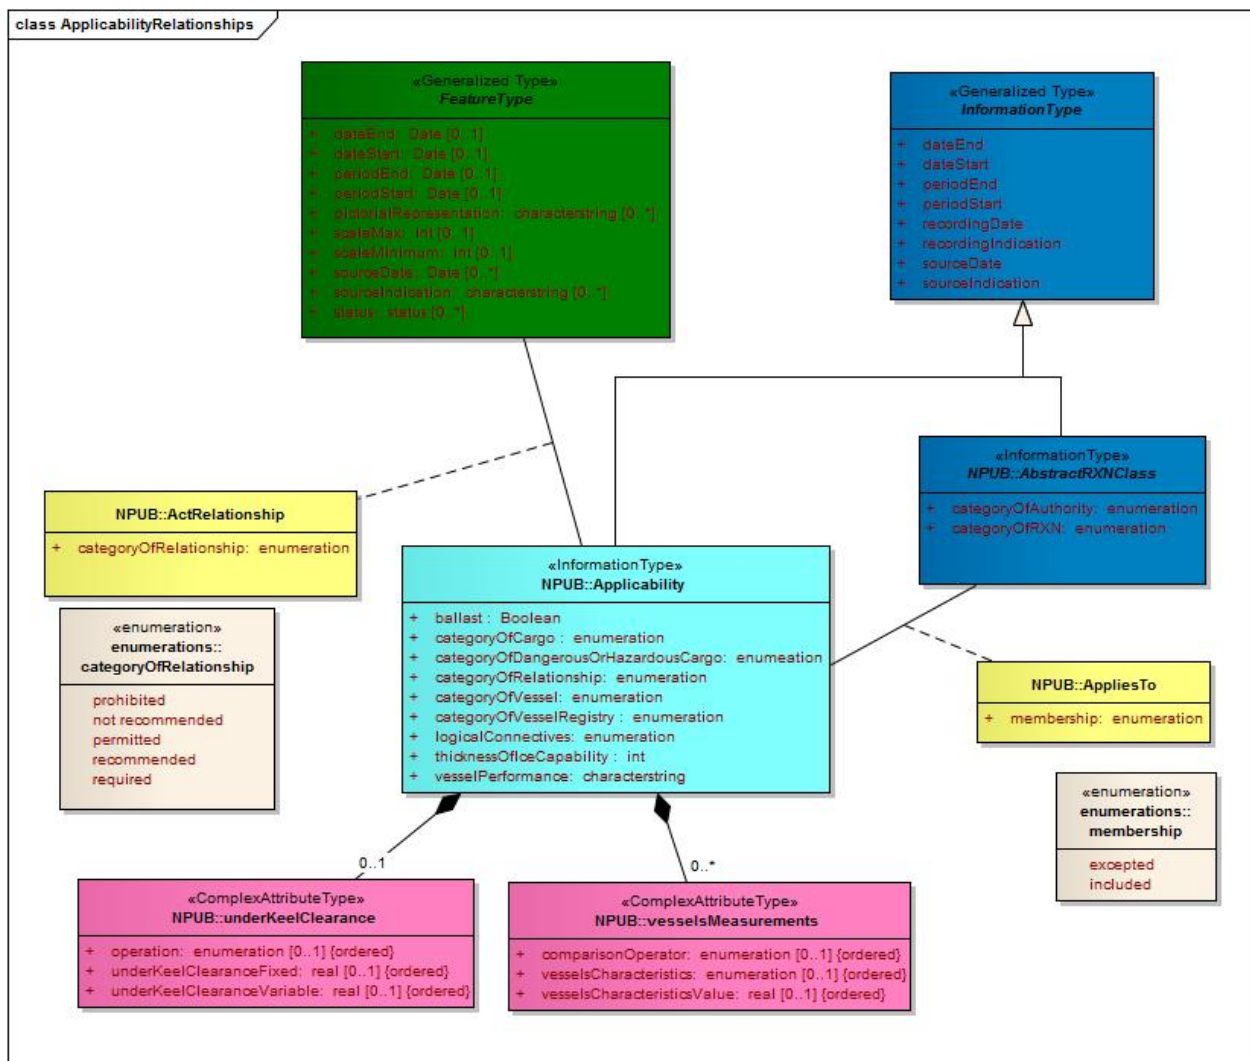 class ApplicabilityRelationships
«Generalized Type»
FeatureType
+ dateEnd: Date [0..1]
+ dateStart: Date [0..1]
+ periodEnd: Date [0..1]
+ periodStart: Date [0..1]
+ pictorialRepresentation: characterstring [0..*]
+ scaleMax: int [0..1]
+ scaleMinimum: int [0..1]
+ sourceDate: Date [0..*]
+ sourceIndication: characterstring [0..*]
+ status: status [0..*]
«Generalized Type»
InformationType
+ dateEnd
+ dateStart
+ periodEnd
+ periodStart
+ recordingDate
+ recordingIndication
+ sourceDate
+ sourceIndication
«InformationType»
NPUB::AbstractRXNClass
+ categoryOfAuthority: enumeration
+ categoryOfRXN: enumeration
NPUB::ActRelationship
+ categoryOfRelationship: enumeration
«InformationType»
NPUB::Applicability
+ ballast: Boolean
+ categoryOfCargo: enumeration
+ categoryOfDangerousOrHazardousCargo: enumeation
+ categoryOfRelationship: enumeration
+ categoryOfVessel: enumeration
+ categoryOfVesselRegistry: enumeration
+ logicalConnectives: enumeration
+ thicknessOfIceCapability: int
+ vesselPerformance: characterstring
«enumeration»
enumerations::
categoryOfRelationship
prohibited
not recommended
permitted
recommended
required
NPUB::AppliesTo
+ membership: enumeration
«enumeration»
enumerations::
membership
excepted
included
0..1
0..*
«ComplexAttributeType»
NPUB::underKeelClearance
+ operation: enumeration [0..1] {ordered}
+ underKeelClearanceFixed: real [0..1] {ordered}
+ underKeelClearanceVariable: real [0..1] {ordered}
«ComplexAttributeType»
NPUB::vesselsMeasurements
+ comparisonOperator: enumeration [0..1] {ordered}
+ vesselsCharacteristics: enumeration [0..1] {ordered}
+ vesselsCharacteristicsValue: real [0..1] {ordered}